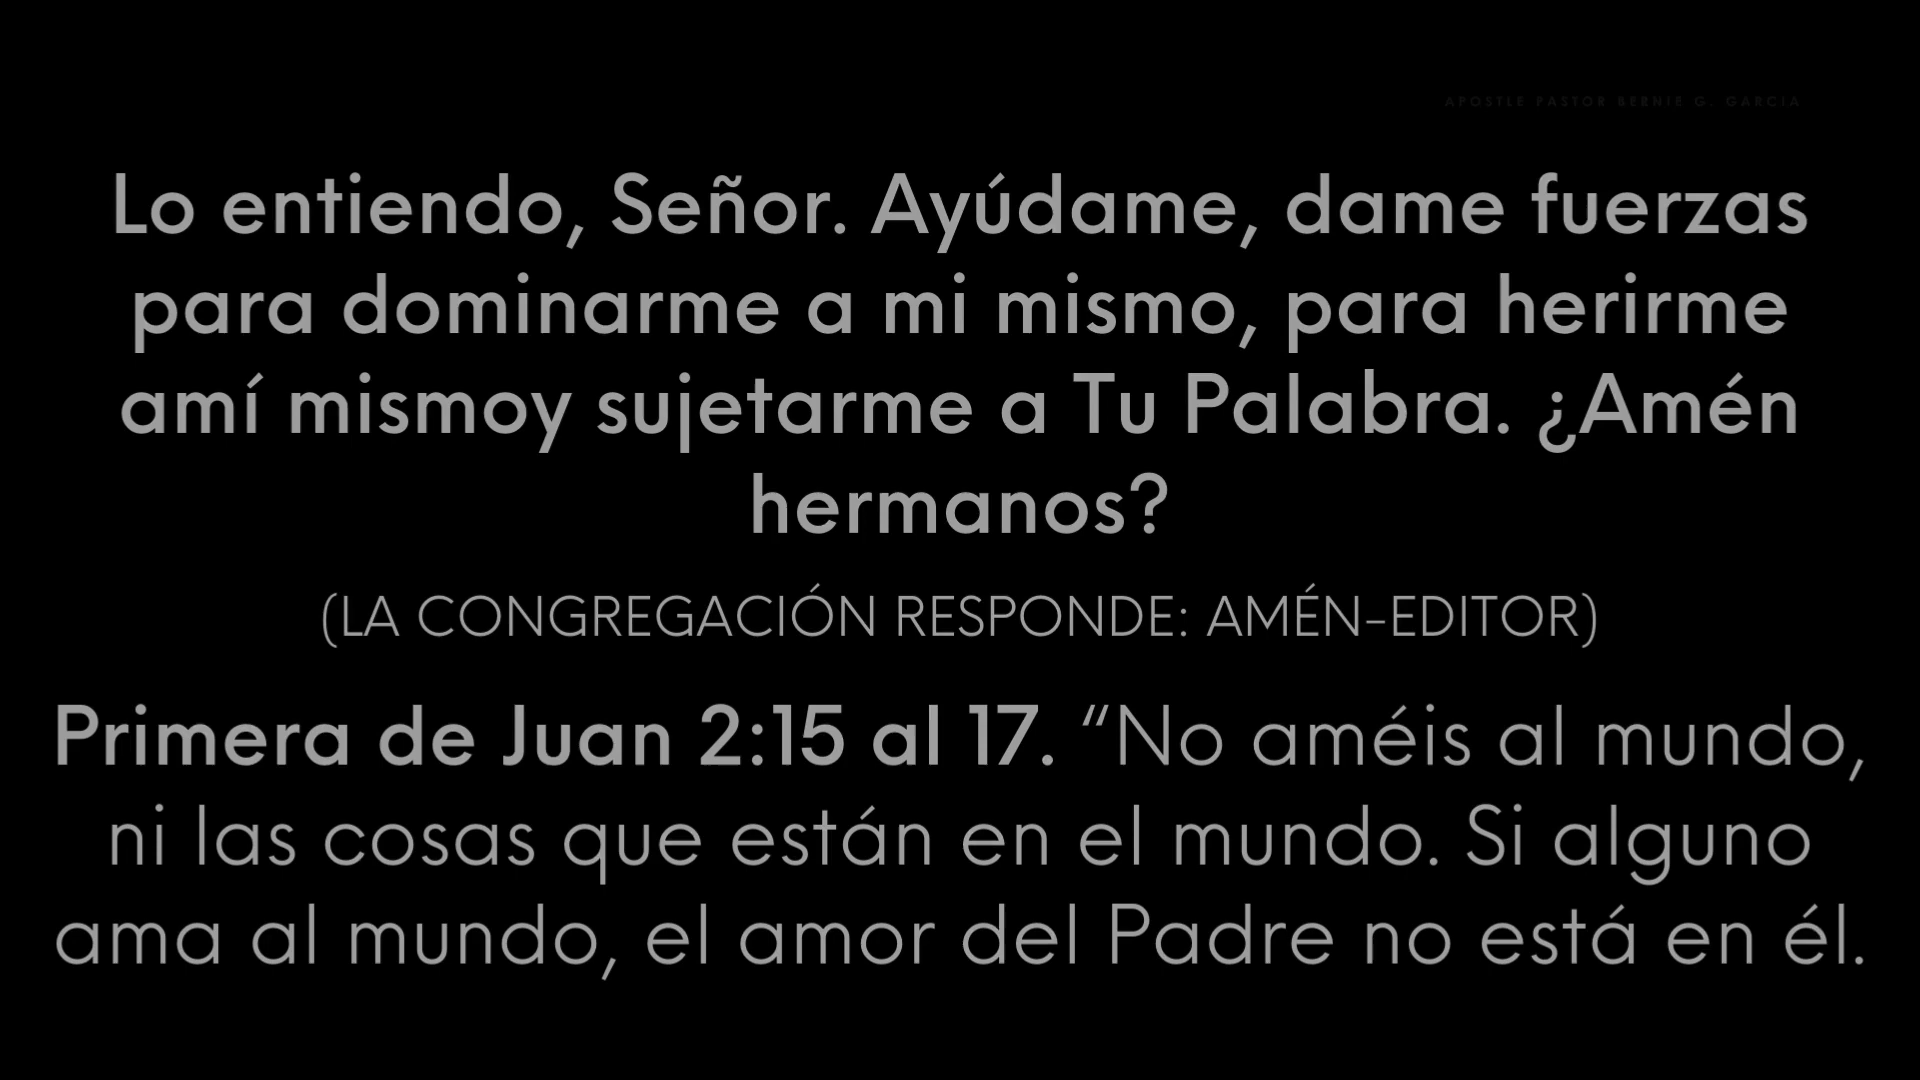 APOSTLE PASTOR BERNIE G. GARCIA
Lo entiendo, Señor. Ayúdame, dame fuerzas
para dominarme a mi mismo, para herirme
amí mismoy sujetarme a Tu Palabra. ¿Amén
hermanos?
(LA CONGREGACIÓN RESPONDE: AMÉN-EDITOR)
Primera de Juan 2:15 al 17. “No améis al mundo,
ni las cosas que están en el mundo. Si alguno
ama al mundo, el amor del Padre no está en él.